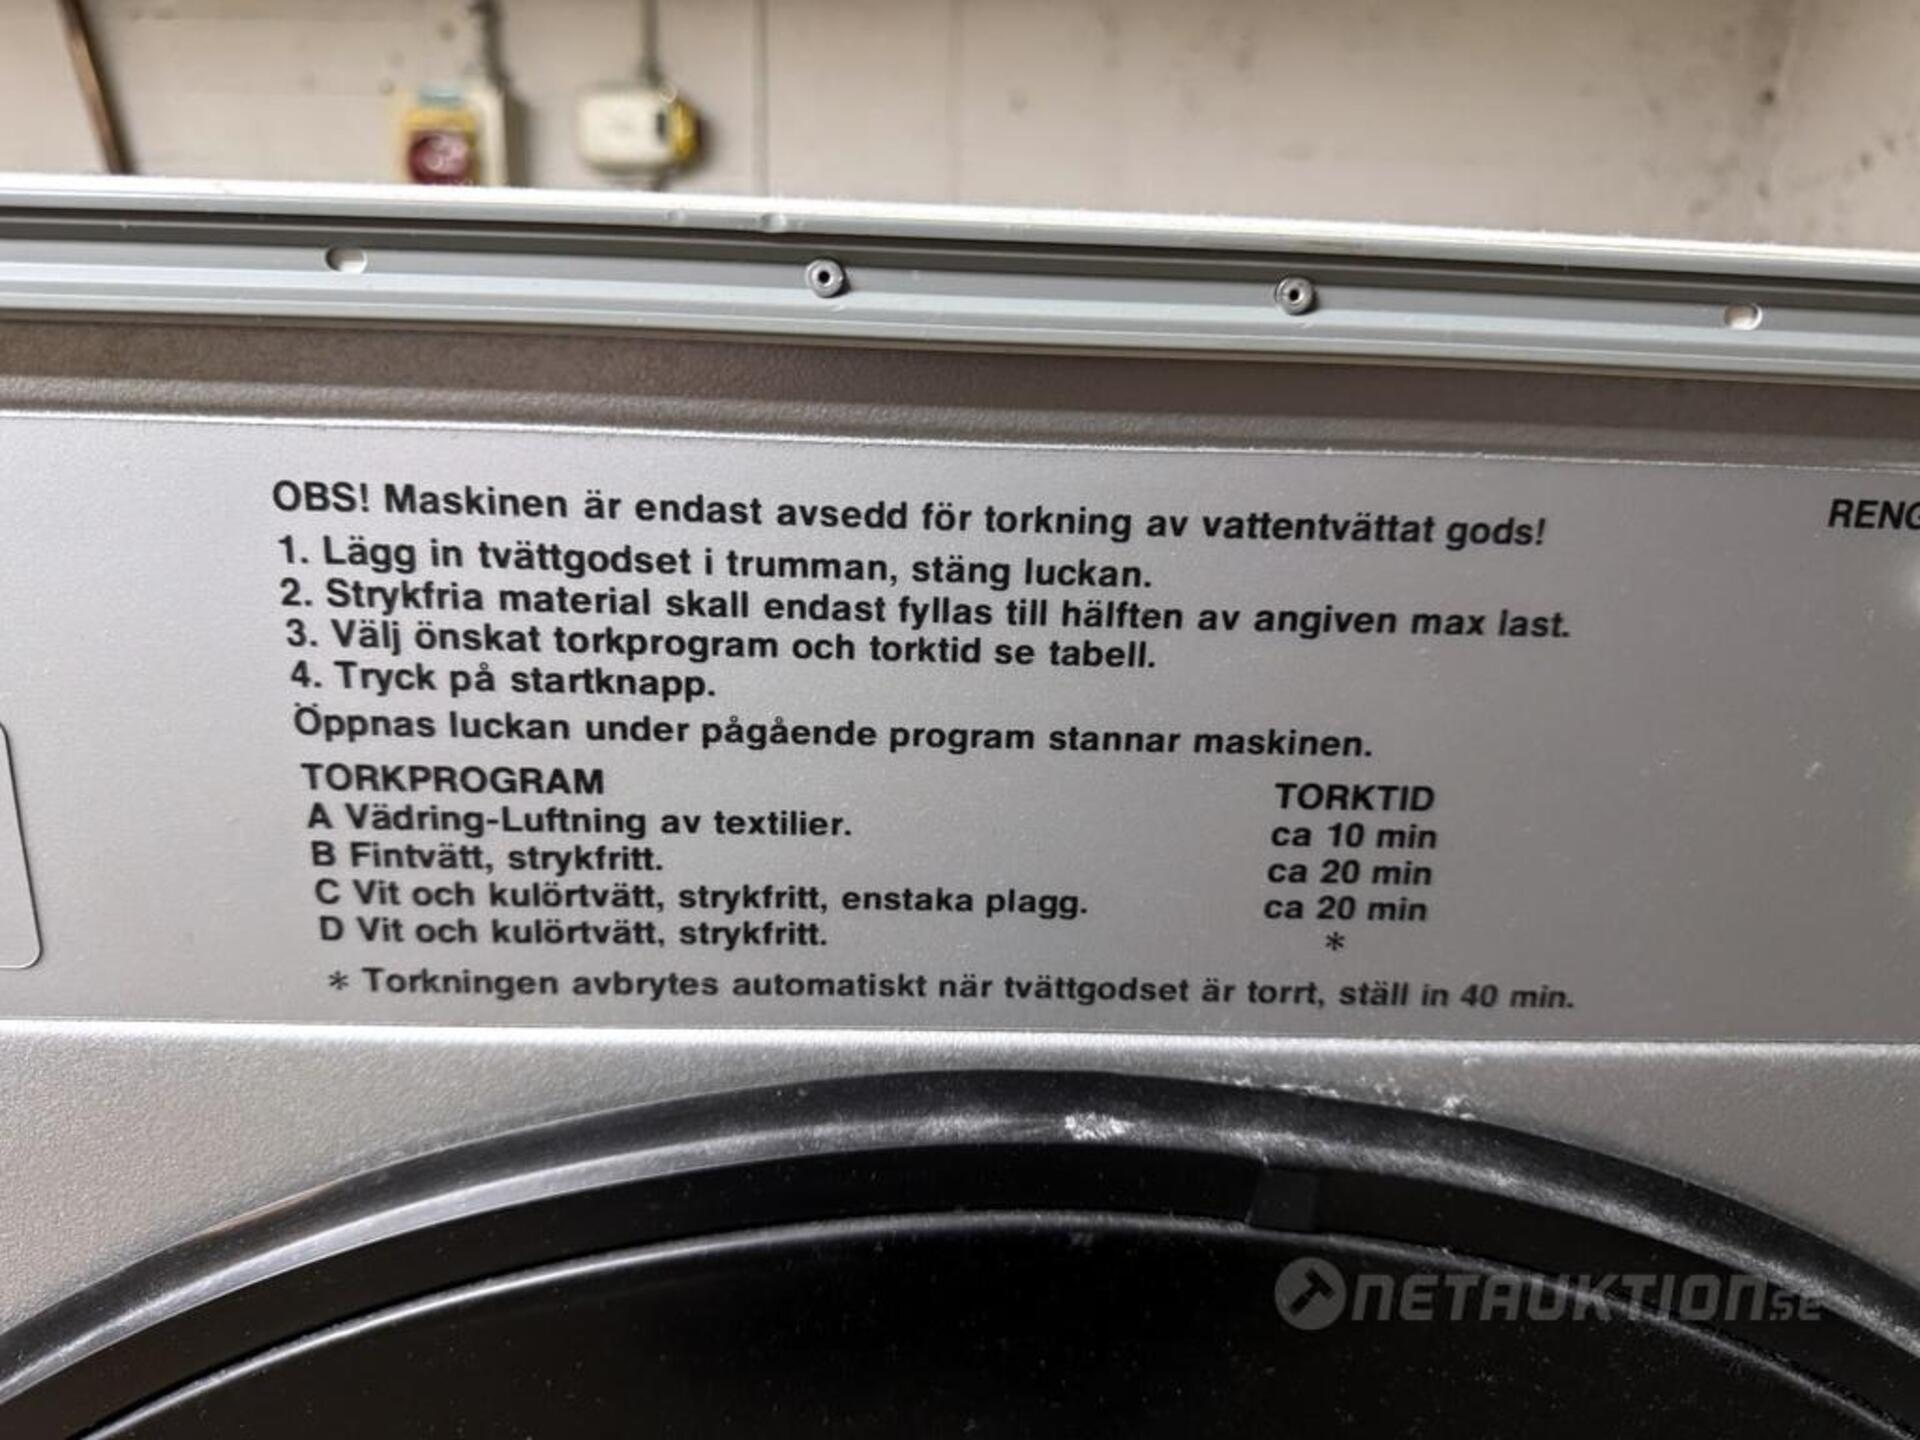 OBS! Maskinen är endast avsedd för torkning av vattentvättat gods!
1. Lägg in tvättgodset i trumman, stäng luckan.
2. Strykfria material skall endast fyllas till hälften av angiven max last.
3. Välj önskat torkprogram och torktid se tabell.
4. Tryck på startknapp.
Öppnas luckan under pågående program stannar maskinen.
TORKPROGRAM TORKTID
A Vädring-Luftning av textilier. ca 10 min
B Fintvätt, strykfritt. ca 20 min
C Vit och kulörtvätt, strykfritt, enstaka plagg. ca 20 min
D Vit och kulörtvätt, strykfritt. *
* Torkningen avbrytes automatiskt när tvättgodset är torrt, ställ in 40 min.
NETAUKTION.SE